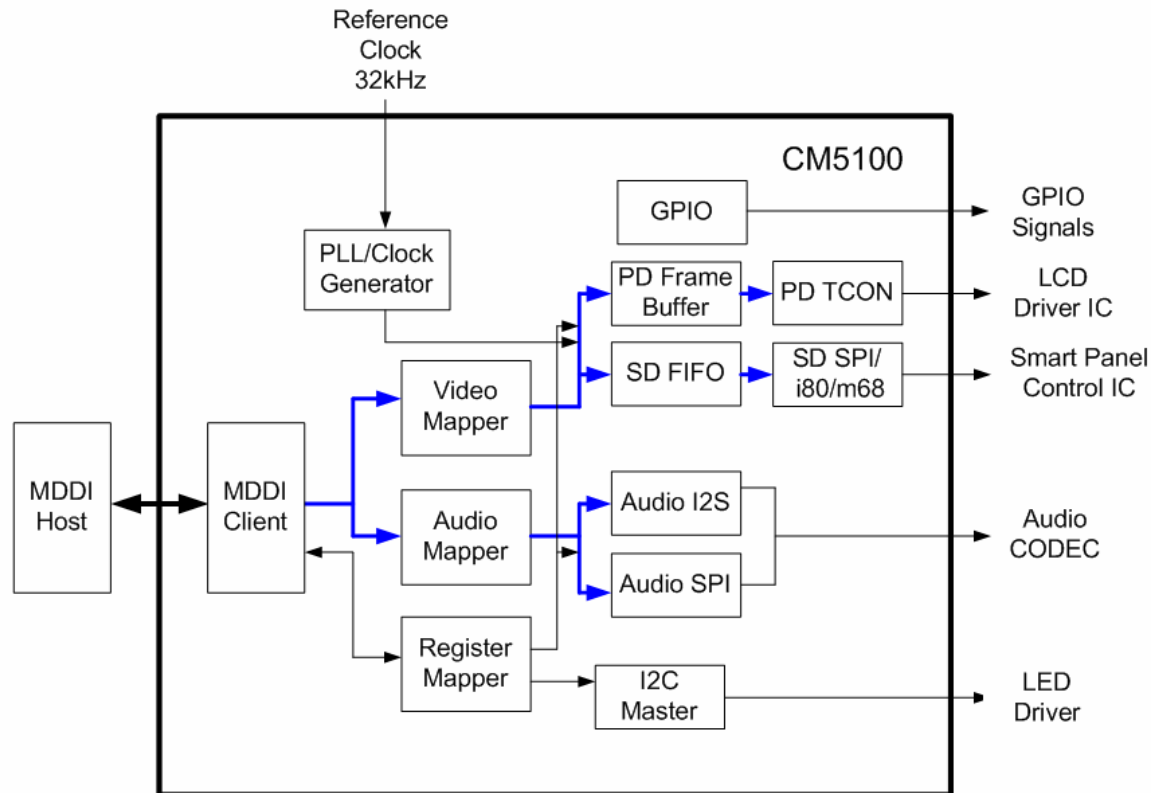 Reference
Clock
32kHz
CM5100
GPIO
GPIO
Signals
PLL/Clock
Generator
PD Frame
Buffer
PD TCON
LCD
Driver IC
Video
Mapper
SD FIFO
SD SPI/
i80/m68
Smart Panel
Control IC
MDDI
Host
MDDI
Client
Audio
Mapper
Audio I2S
Audio SPI
Audio
CODEC
Register
Mapper
I2C
Master
LED
Driver